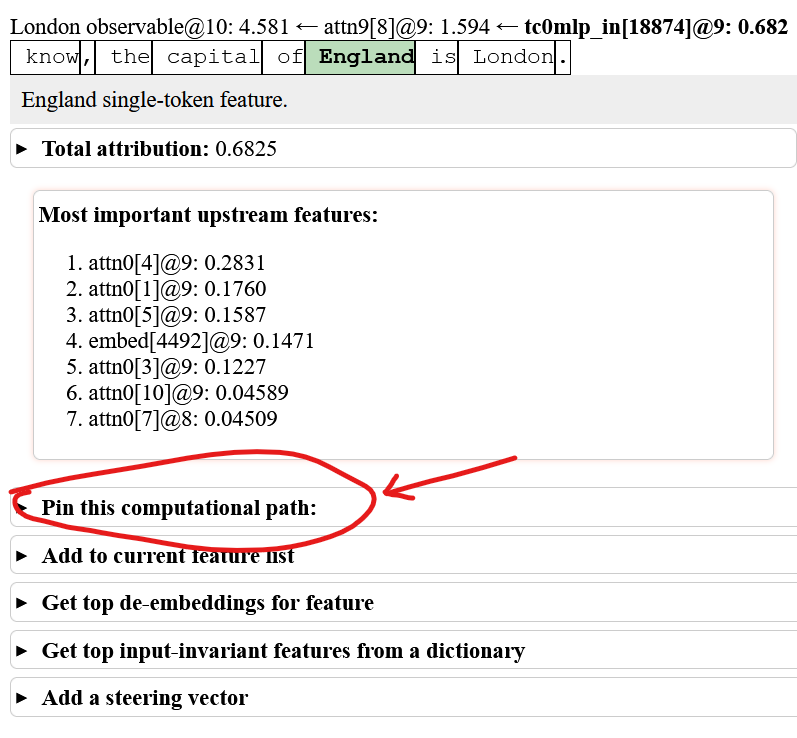 London observable@10: 4.581 ← attn9[8]@9: 1.594 ← tc0mlp_in[18874]@9: 0.682
know, the capital of England is London.
England single-token feature.
► Total attribution: 0.6825
Most important upstream features:
1. attn0[4]@9: 0.2831
2. attn0[1]@9: 0.1760
3. attn0[5]@9: 0.1587
4. embed[4492]@9: 0.1471
5. attn0[3]@9: 0.1227
6. attn0[10]@9: 0.04589
7. attn0[7]@8: 0.04509
► Pin this computational path:
► Add to current feature list
► Get top de-embeddings for feature
► Get top input-invariant features from a dictionary
► Add a steering vector